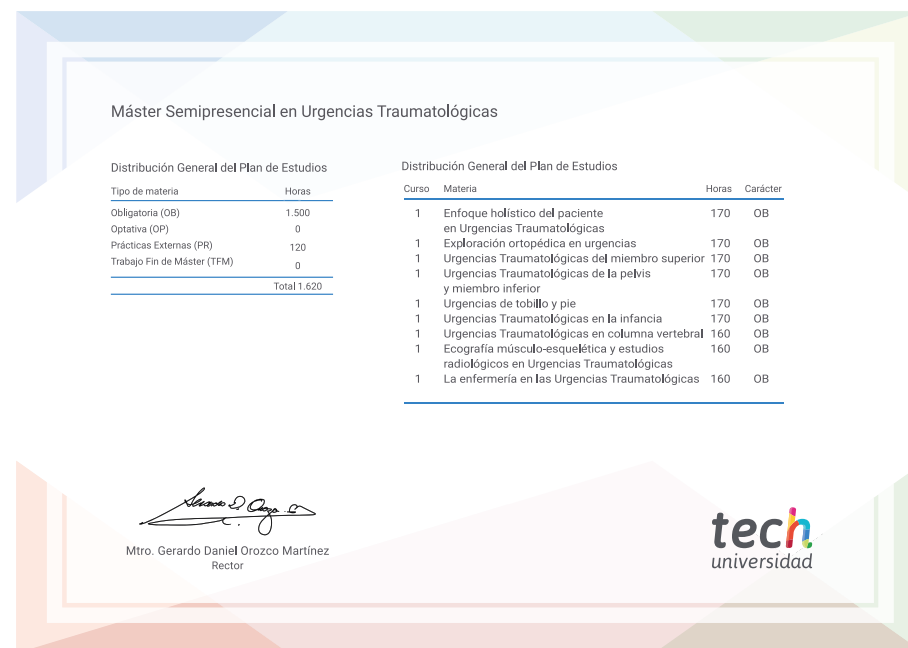 Máster Semipresencial en Urgencias Traumatológicas
Distribución General del Plan de Estudios
Tipo de materia Horas
Obligatoria (OB) 1.500
Optativa (OP) 0
Prácticas Externas (PR) 120
Trabajo Fin de Máster (TFM) 0
Total 1.620
Distribución General del Plan de Estudios
Curso Materia Horas Carácter
1 Enfoque holístico del paciente 170 OB
en Urgencias Traumatológicas
1 Exploración ortopédica en urgencias 170 OB
1 Urgencias Traumatológicas del miembro superior 170 OB
1 Urgencias Traumatológicas de la pelvis 170 OB
y miembro inferior
1 Urgencias de tobillo y pie 170 OB
1 Urgencias Traumatológicas en la infancia 170 OB
1 Urgencias Traumatológicas en columna vertebral 160 OB
1 Ecografía músculo-esquelética y estudios 160 OB
radiológicos en Urgencias Traumatológicas
1 La enfermería en las Urgencias Traumatológicas 160 OB
Mtro. Gerardo Daniel Orozco Martínez
Rector
tech
universidad